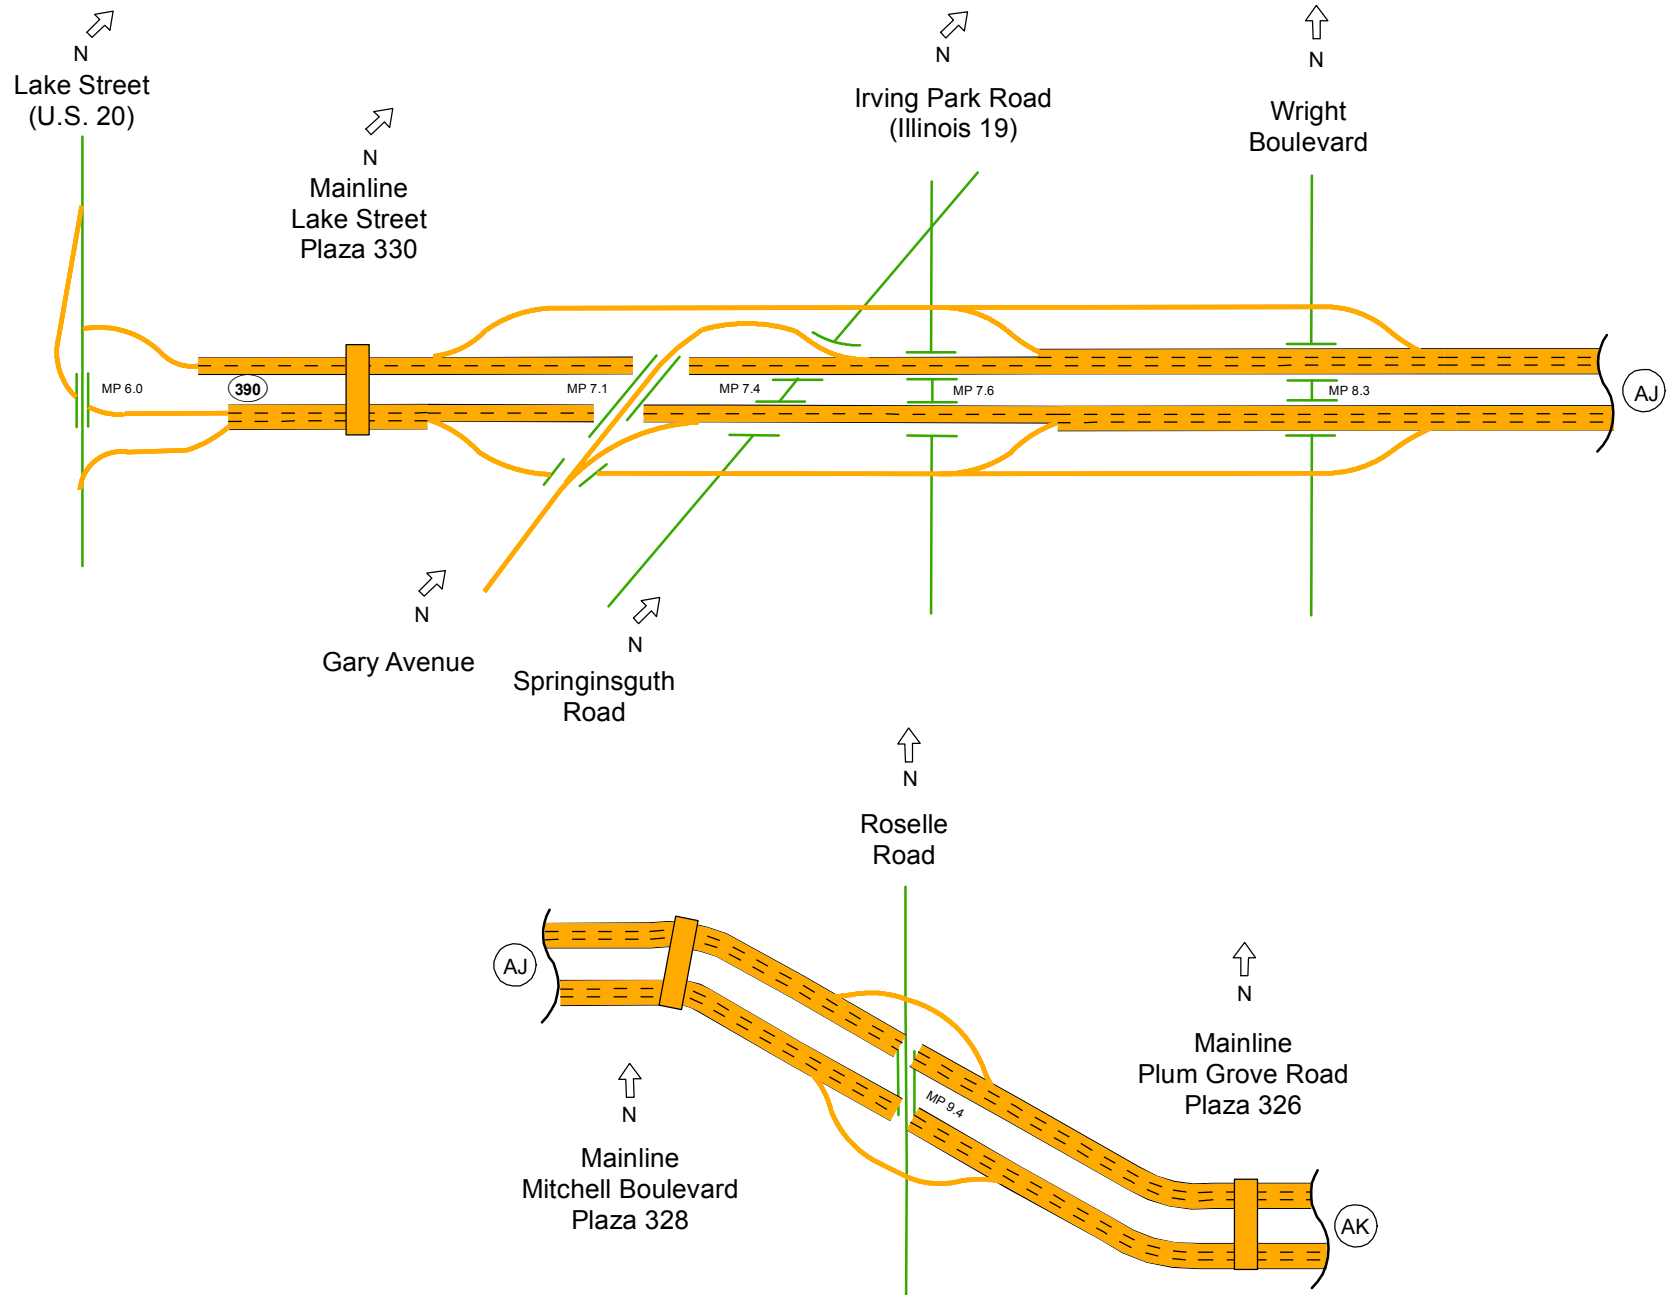 N
Lake Street
(U.S. 20)
N
Mainline
Lake Street
Plaza 330
N
Irving Park Road
(Illinois 19)
N
Wright
Boulevard
MP 6.0
390
MP 7.1
MP 7.4
MP 7.6
MP 8.3
AJ
N
Gary Avenue
N
Springinsguth
Road
N
Roselle
Road
AJ
N
Mainline
Mitchell Boulevard
Plaza 328
MP 9.4
N
Mainline
Plum Grove Road
Plaza 326
AK